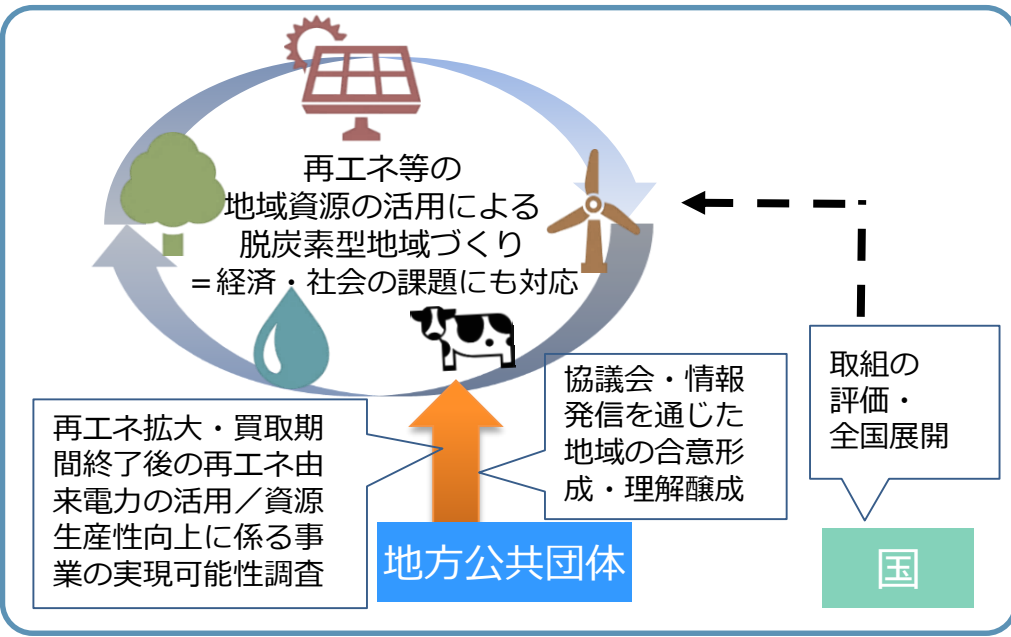 再エネ等の
地域資源の活用による
脱炭素型地域づくり
＝経済・社会の課題にも対応
再エネ拡大・買取期
間終了後の再エネ由
来電力の活用／資源
生産性向上に係る事
業の実現可能性調査
協議会・情報
発信を通じた
地域の合意形
成・理解醸成
取組の
評価・
全国展開
地方公共団体
国